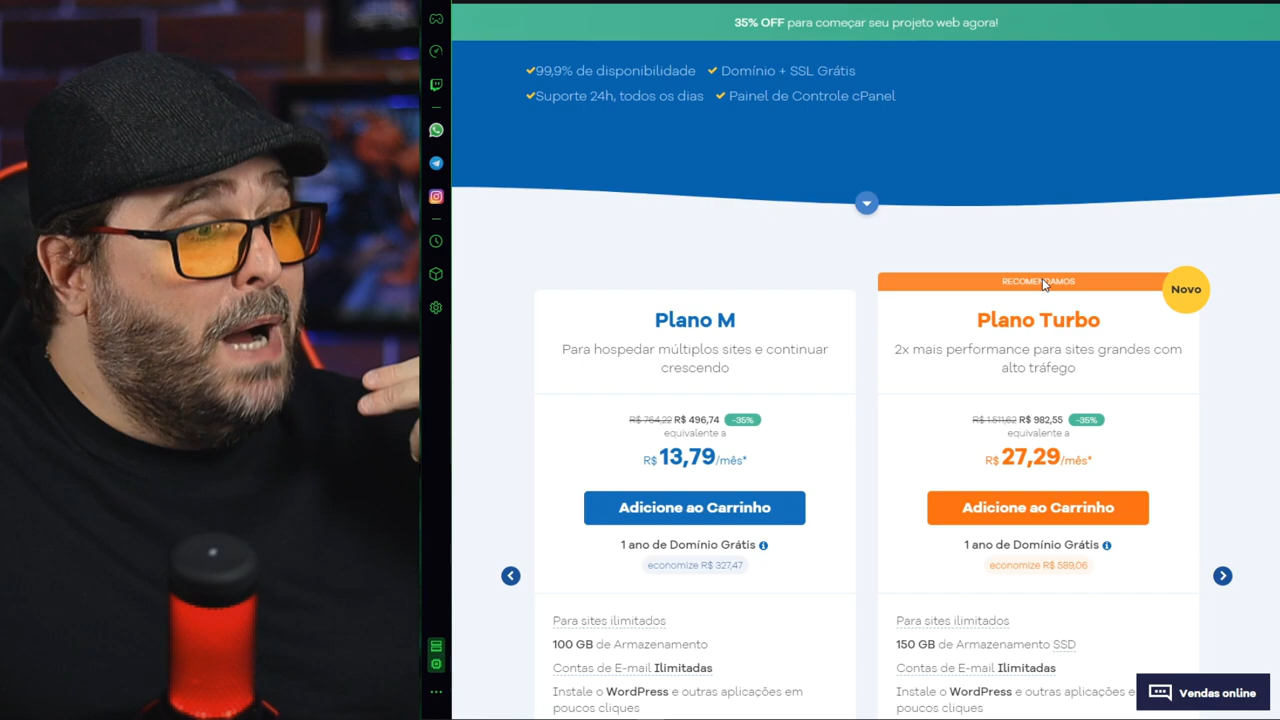 35% OFF para começar seu projeto web agora!
99,9% de disponibilidade Domínio + SSL Grátis
Suporte 24h, todos os dias Painel de Controle cPanel
Plano M
Para hospedar múltiplos sites e continuar
crescendo
R$ 764,22 R$ 496,74 -35%
equivalente a
R$ 13,79/mês*
Adicione ao Carrinho
1 ano de Domínio Grátis
economize R$ 327,47
Para sites ilimitados
100 GB de Armazenamento
Contas de E-mail Ilimitadas
Instale o WordPress e outras aplicações em
poucos cliques
RECOMENDAMOS
Novo
Plano Turbo
2x mais performance para sites grandes com
alto tráfego
R$ 1.511,62 R$ 982,55 -35%
equivalente a
R$ 27,29/mês*
Adicione ao Carrinho
1 ano de Domínio Grátis
economize R$ 589,06
Para sites ilimitados
150 GB de Armazenamento SSD
Contas de E-mail Ilimitadas
Instale o WordPress e outras aplicações e
poucos cliques
Vendas online